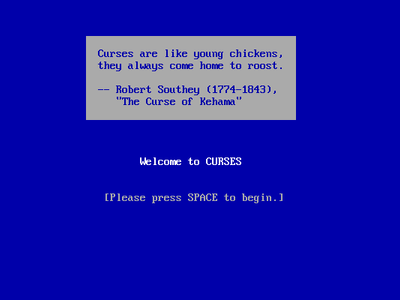 Curses are like young chickens,
they always come home to roost.
-- Robert Southey (1774-1843),
"The Curse of Kehama"
Welcome to CURSES
[Please press SPACE to begin.]